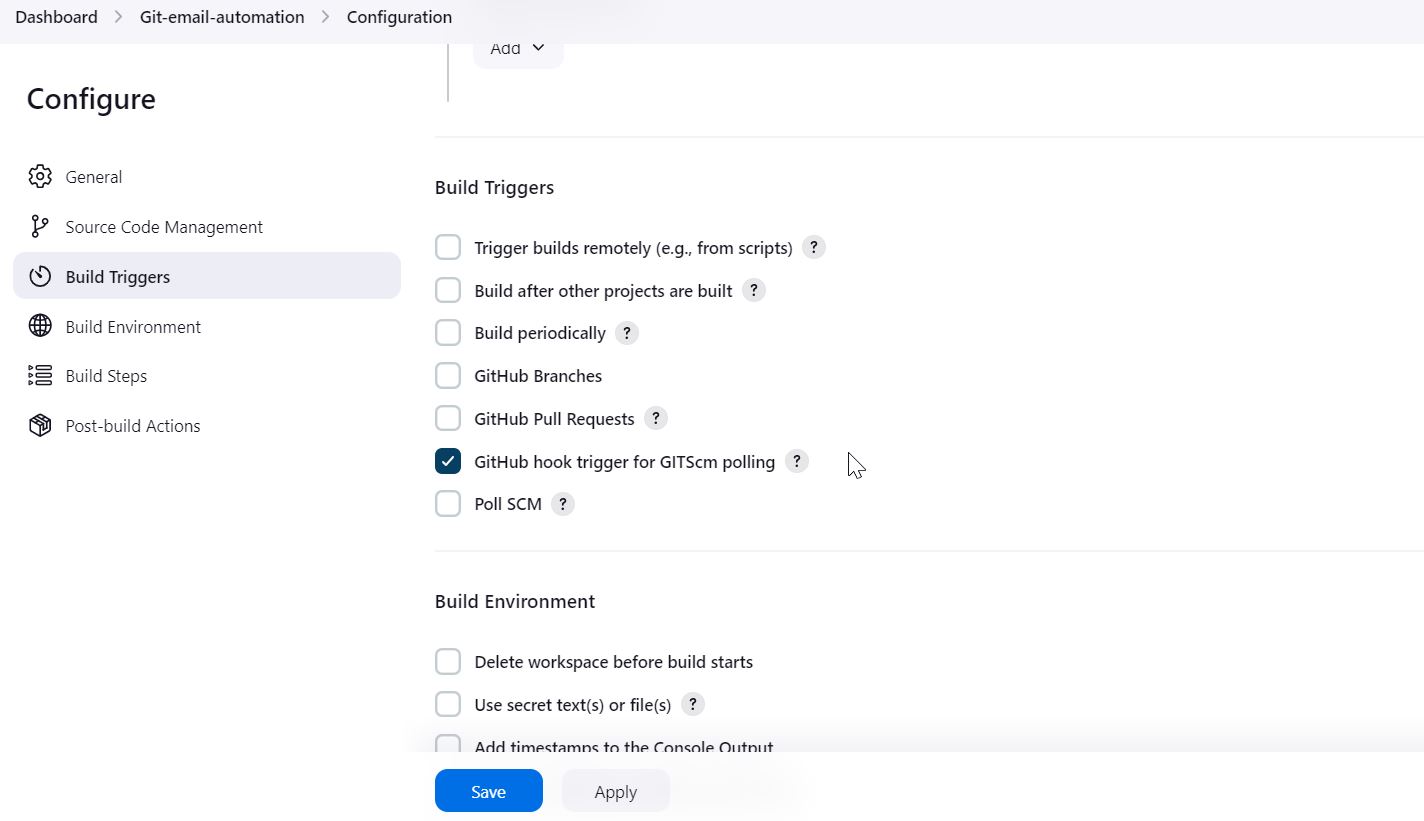 Dashboard > Git-email-automation > Configuration
Add
Configure
General
Source Code Management
Build Triggers
Build Environment
Build Steps
Post-build Actions
Build Triggers
Trigger builds remotely (e.g., from scripts) ?
Build after other projects are built ?
Build periodically ?
GitHub Branches
GitHub Pull Requests ?
GitHub hook trigger for GITScm polling ?
Poll SCM ?
Build Environment
Delete workspace before build starts
Use secret text(s) or file(s) ?
Add timestamps to the Console Output
Save
Apply